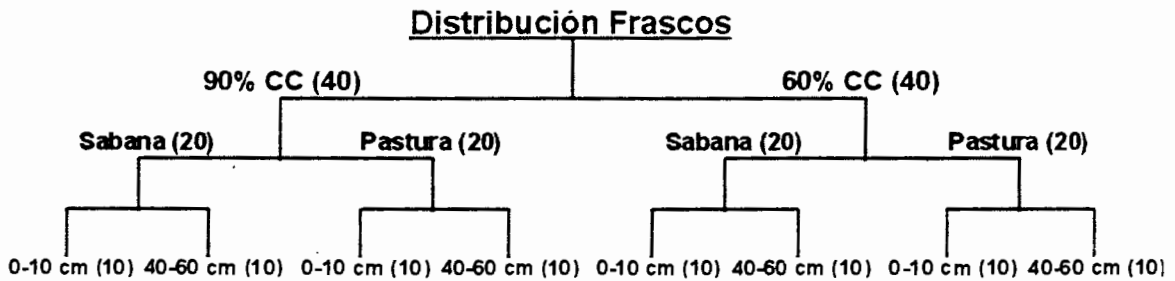 Distribución Frascos
90% CC (40) 60% CC (40)
Sabana (20) Pastura (20) Sabana (20) Pastura (20)
0-10 cm (10) 40-60 cm (10) 0-10 cm (10) 40-60 cm (10) 0-10 cm (10) 40-60 cm (10) 0-10 cm (10) 40-60 cm (10)